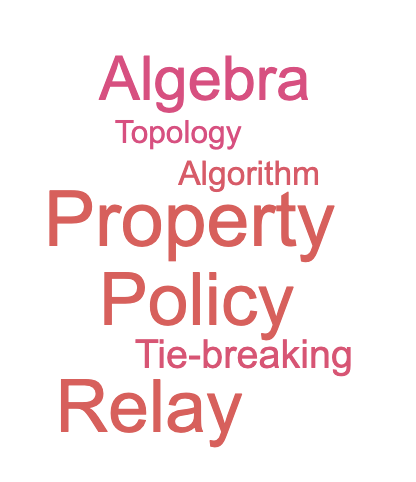 Algebra
Topology
Algorithm
Property
Policy
Tie-breaking
Relay